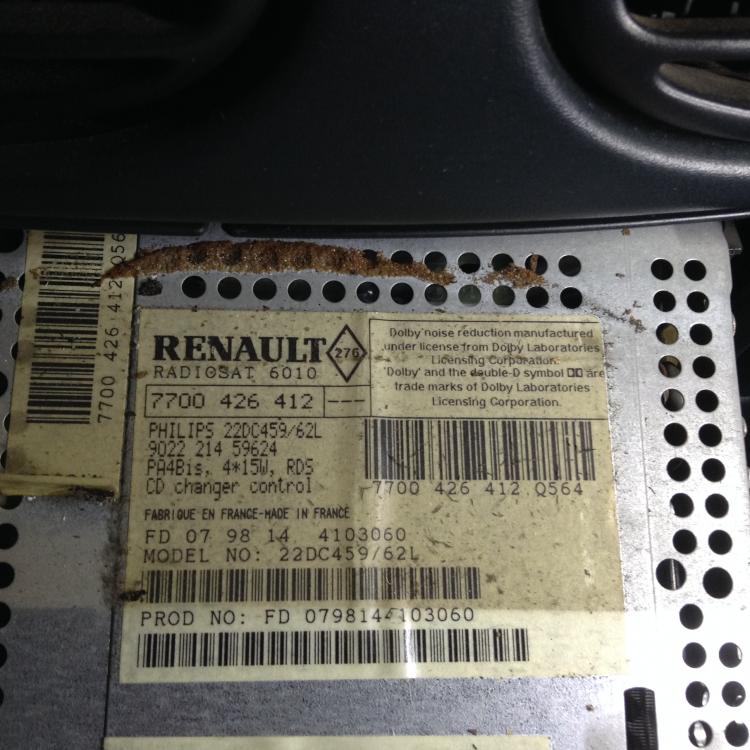 7700 426 412 Q56
RENAULT 276
RADIOSAT 6010
7700 426 412 ---
Dolby noise reduction manufactured
under license from Dolby Laboratories
Licensing Corporation.
'Dolby' and the double-D symbol are
trade marks of Dolby Laboratories
Licensing Corporation.
PHILIPS 22DC459/62L
9022 214 59624
PA4Bis, 4*15W, RDS
CD changer control
7700 426 412 Q564
FABRIQUE EN FRANCE-MADE IN FRANCE
FD 07 98 14 4103060
MODEL NO: 22DC459/62L
PROD NO: FD 0798144103060